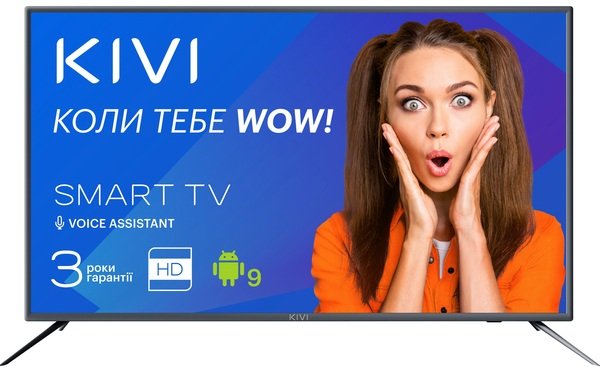 KIVI
КОЛИ ТЕБЕ WOW!
SMART TV
VOICE ASSISTANT
3 роки
гарантії
HD
9
KIVI